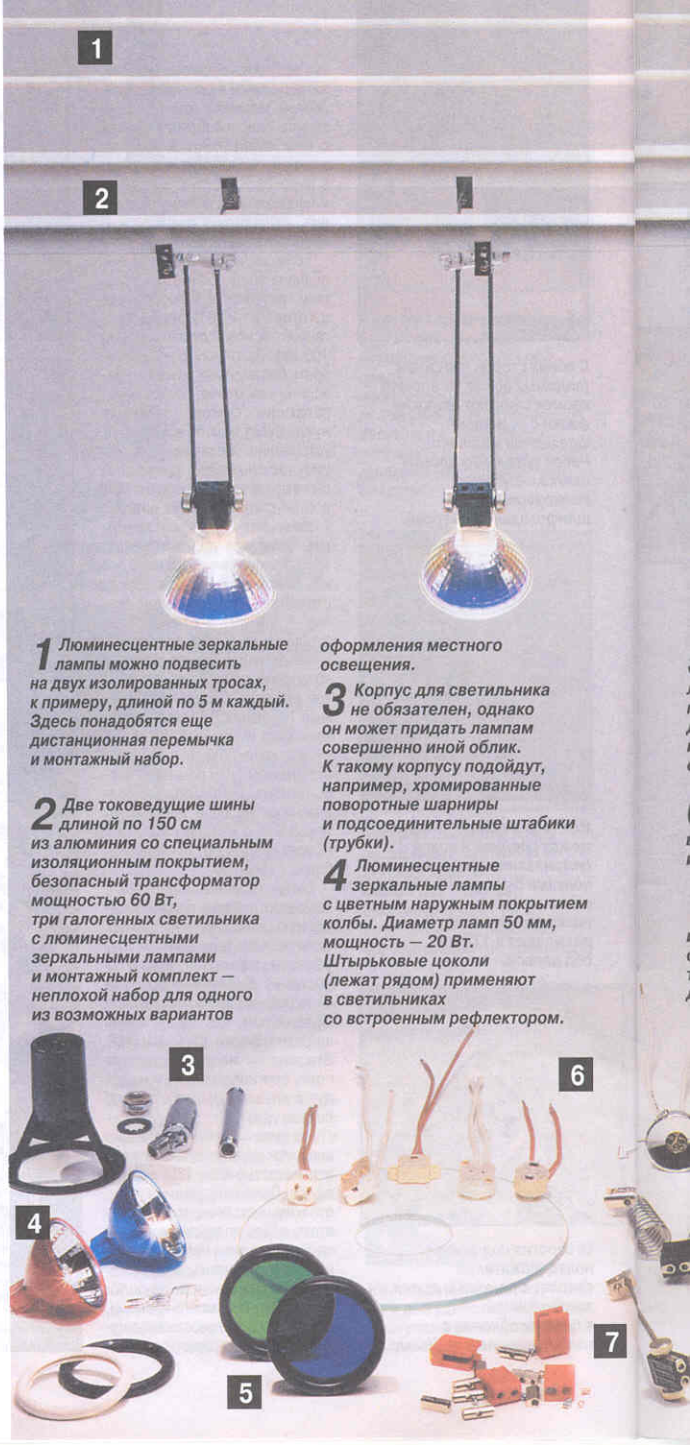 1
2
1 Люминесцентные зеркальные
лампы можно подвесить
на двух изолированных тросах,
к примеру, длиной по 5 м каждый.
Здесь понадобятся еще
дистанционная перемычка
и монтажный набор.
2 Две токоведущие шины
длиной по 150 см
из алюминия со специальным
изоляционным покрытием,
безопасный трансформатор
мощностью 60 Вт,
три галогенных светильника
с люминесцентными
зеркальными лампами
и монтажный комплект —
неплохой набор для одного
из возможных вариантов
оформления местного
освещения.
3 Корпус для светильника
не обязателен, однако
он может придать лампам
совершенно иной облик.
К такому корпусу подойдут,
например, хромированные
поворотные шарниры
и подсоединительные штабики
(трубки).
4 Люминесцентные
зеркальные лампы
с цветным наружным покрытием
колбы. Диаметр ламп 50 мм,
мощность — 20 Вт.
Штырьковые цоколи
(лежат рядом) применяют
в светильниках
со встроенным рефлектором.
3
6
4
5
7